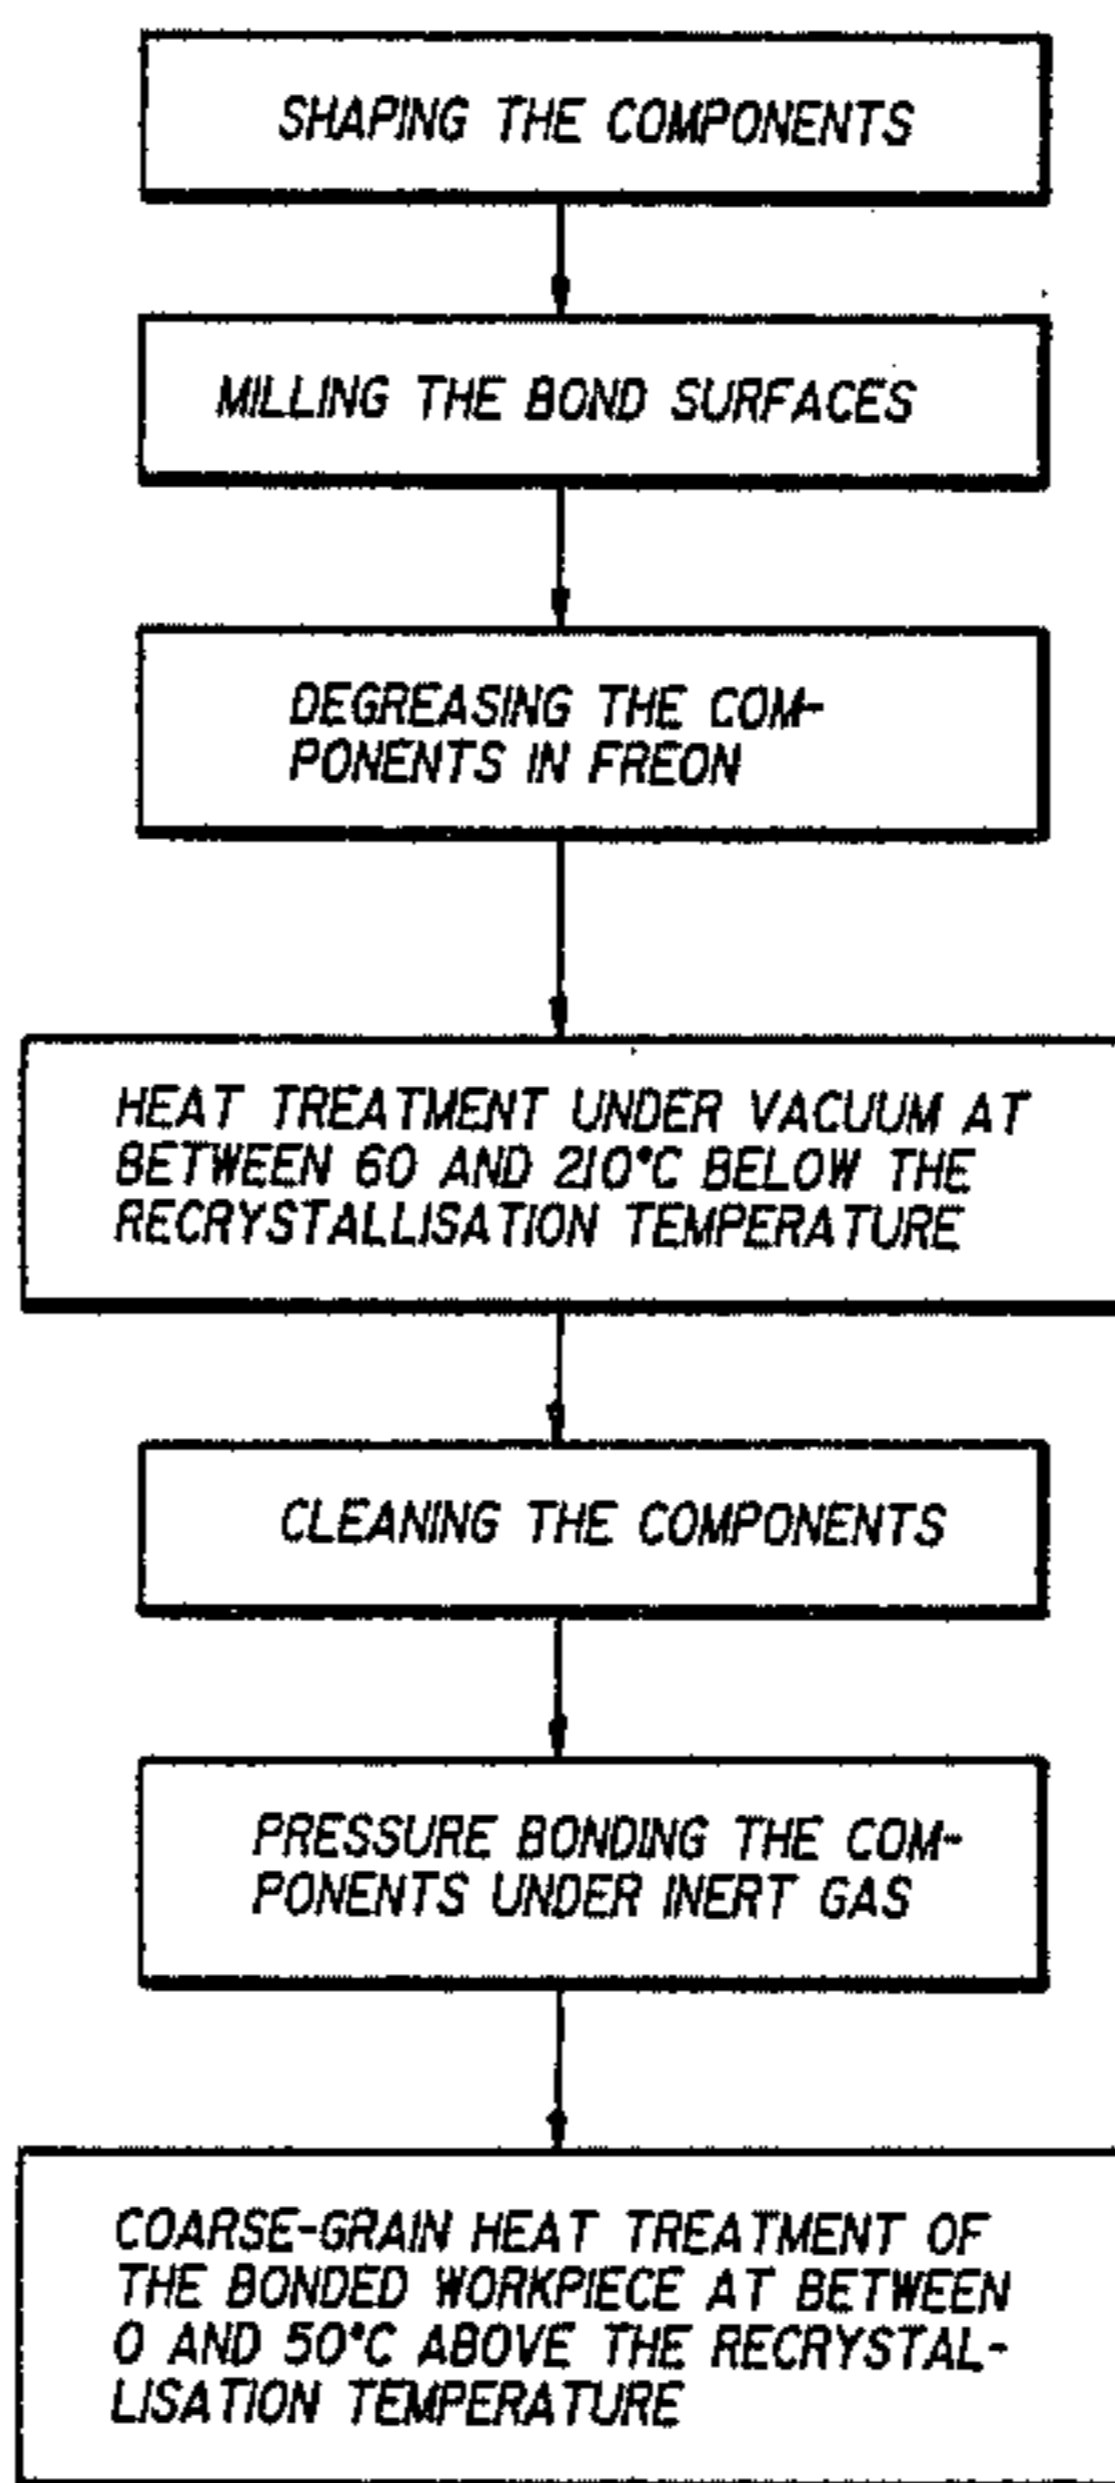 SHAPING THE COMPONENTS
MILLING THE BOND SURFACES
DEGREASING THE COM-
PONENTS IN FREON
HEAT TREATMENT UNDER VACUUM AT
BETWEEN 60 AND 210°C BELOW THE
RECRYSTALLISATION TEMPERATURE
CLEANING THE COMPONENTS
PRESSURE BONDING THE COM-
PONENTS UNDER INERT GAS
COARSE-GRAIN HEAT TREATMENT OF
THE BONDED WORKPIECE AT BETWEEN
0 AND 50°C ABOVE THE RECRYSTAL-
LISATION TEMPERATURE